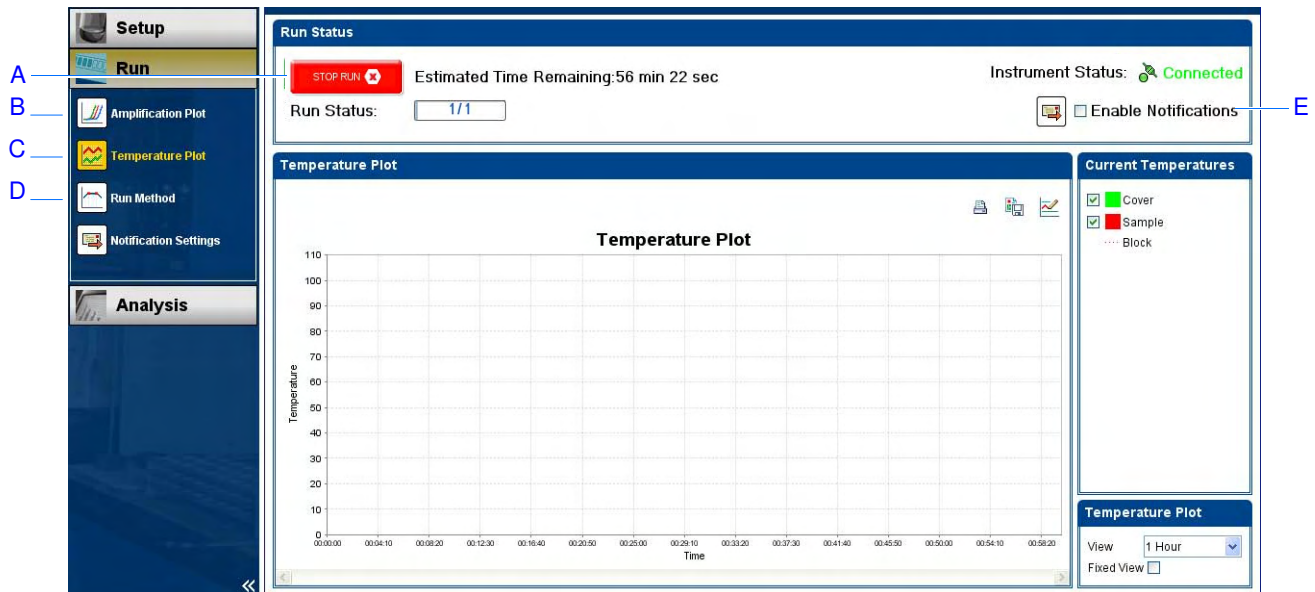 A
B
C
D
E
Setup
Run
Amplification Plot
Temperature Plot
Run Method
Notification Settings
Analysis
«
Run Status
STOP RUN
Estimated Time Remaining:56 min 22 sec
Instrument Status: Connected
Run Status: 1/1
Enable Notifications
Temperature Plot
Temperature Plot
110
100
90
80
70
60
50
40
30
20
10
0
Temperature
00:00:00 00:04:10 00:08:20 00:12:30 00:16:40 00:20:50 00:25:00 00:29:10 00:33:20 00:37:30 00:41:40 00:45:50 00:50:00 00:54:10 00:58:20
Time
Current Temperatures
Cover
Sample
Block
Temperature Plot
View 1 Hour
Fixed View